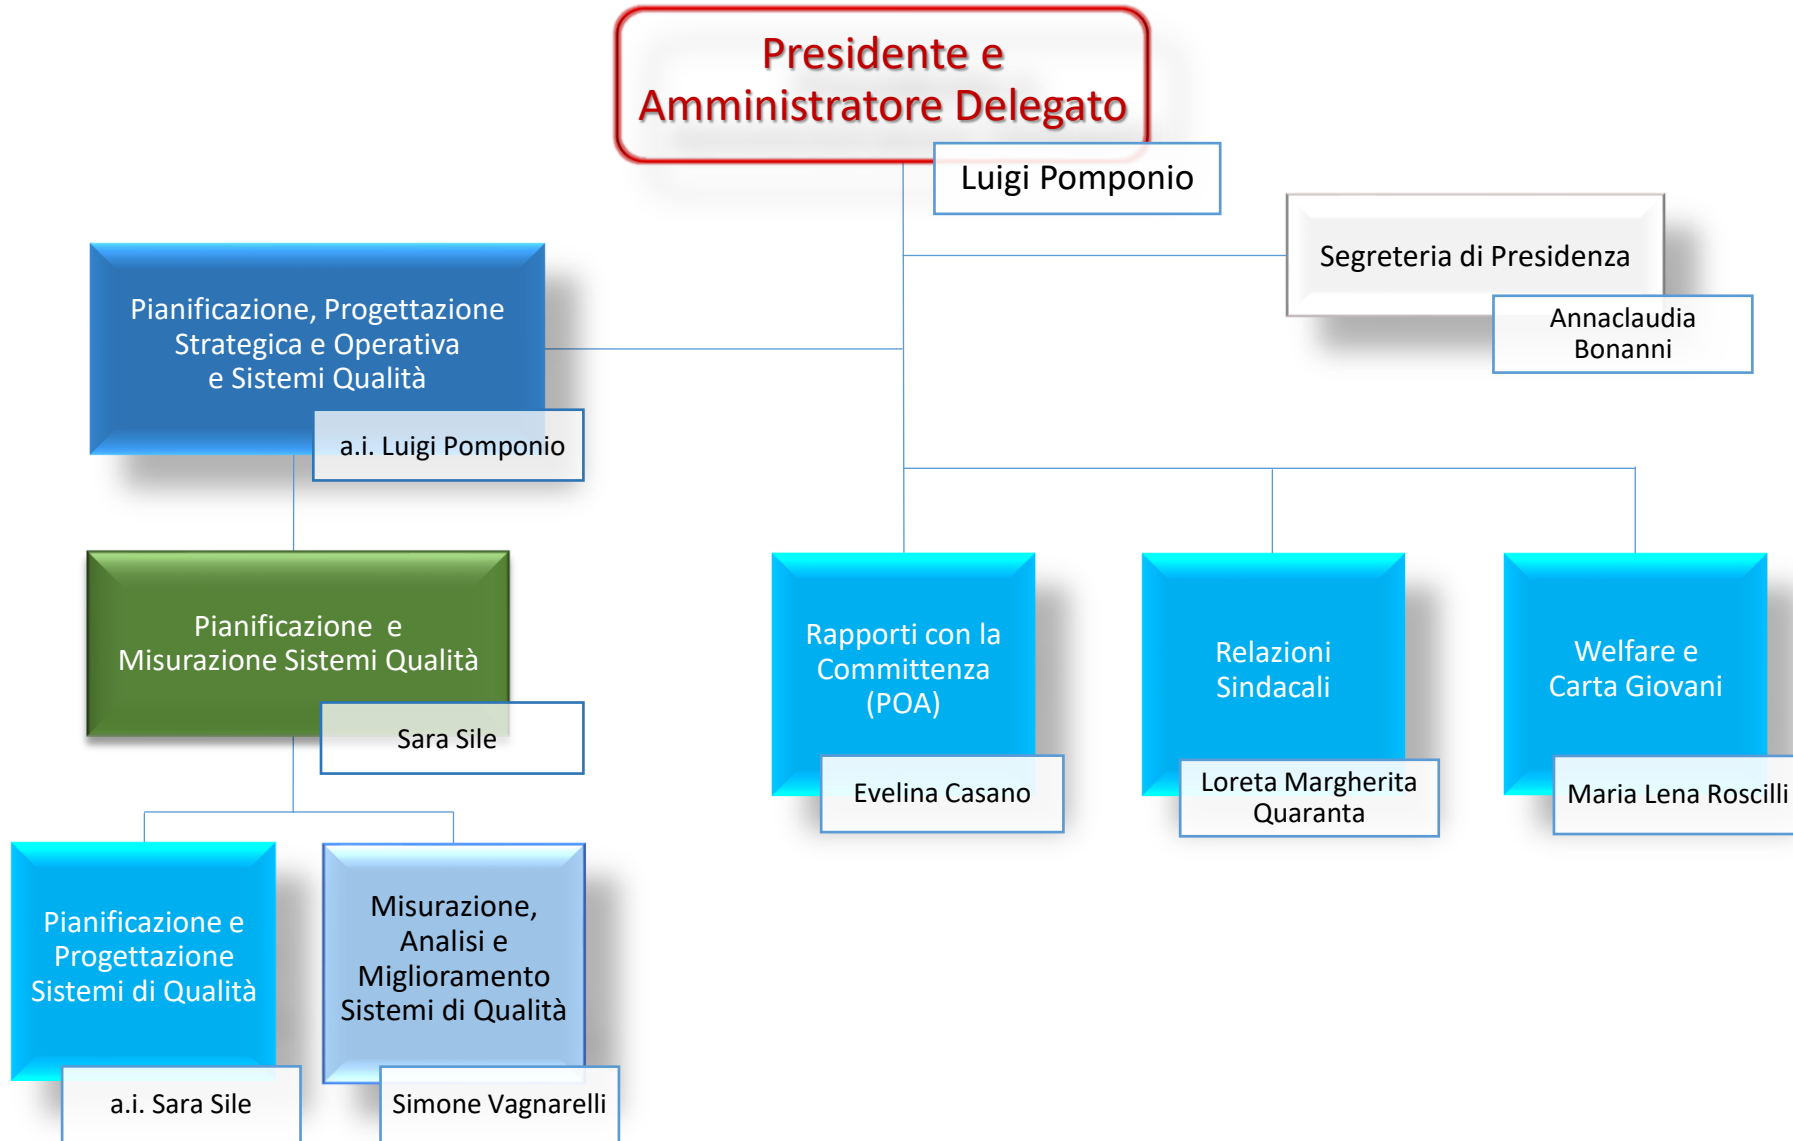 Presidente e
Amministratore Delegato
Luigi Pomponio
Segreteria di Presidenza
Annaclaudia
Bonanni
Pianificazione, Progettazione
Strategica e Operativa
e Sistemi Qualità
a.i. Luigi Pomponio
Pianificazione e
Misurazione Sistemi Qualità
Sara Sile
Rapporti con la
Committenza
(POA)
Evelina Casano
Relazioni
Sindacali
Loreta Margherita
Quaranta
Welfare e
Carta Giovani
Maria Lena Roscilli
Pianificazione e
Progettazione
Sistemi di Qualità
a.i. Sara Sile
Misurazione,
Analisi e
Miglioramento
Sistemi di Qualità
Simone Vagnarelli